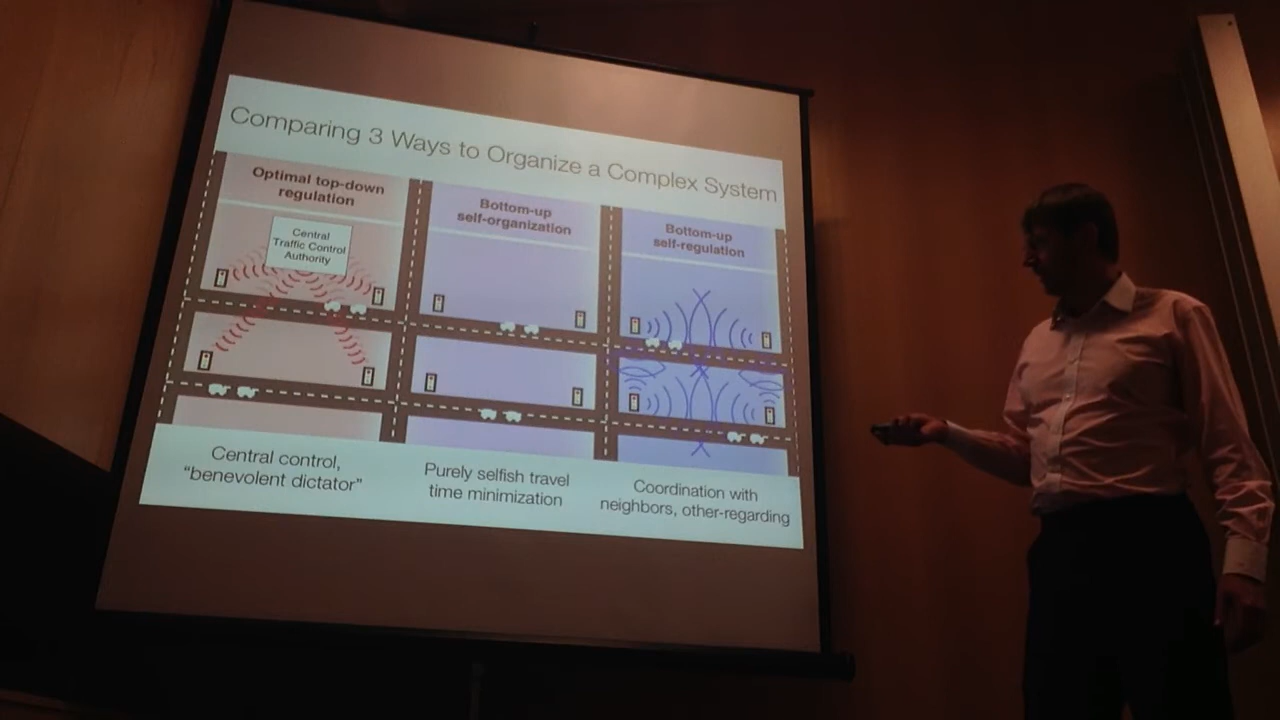 Comparing 3 Ways to Organize a Complex System
Optimal top-down
regulation
Central
Traffic Control
Authority
Bottom-up
self-organization
Bottom-up
self-regulation
Central control,
“benevolent dictator”
Purely selfish travel
time minimization
Coordination with
neighbors, other-regarding